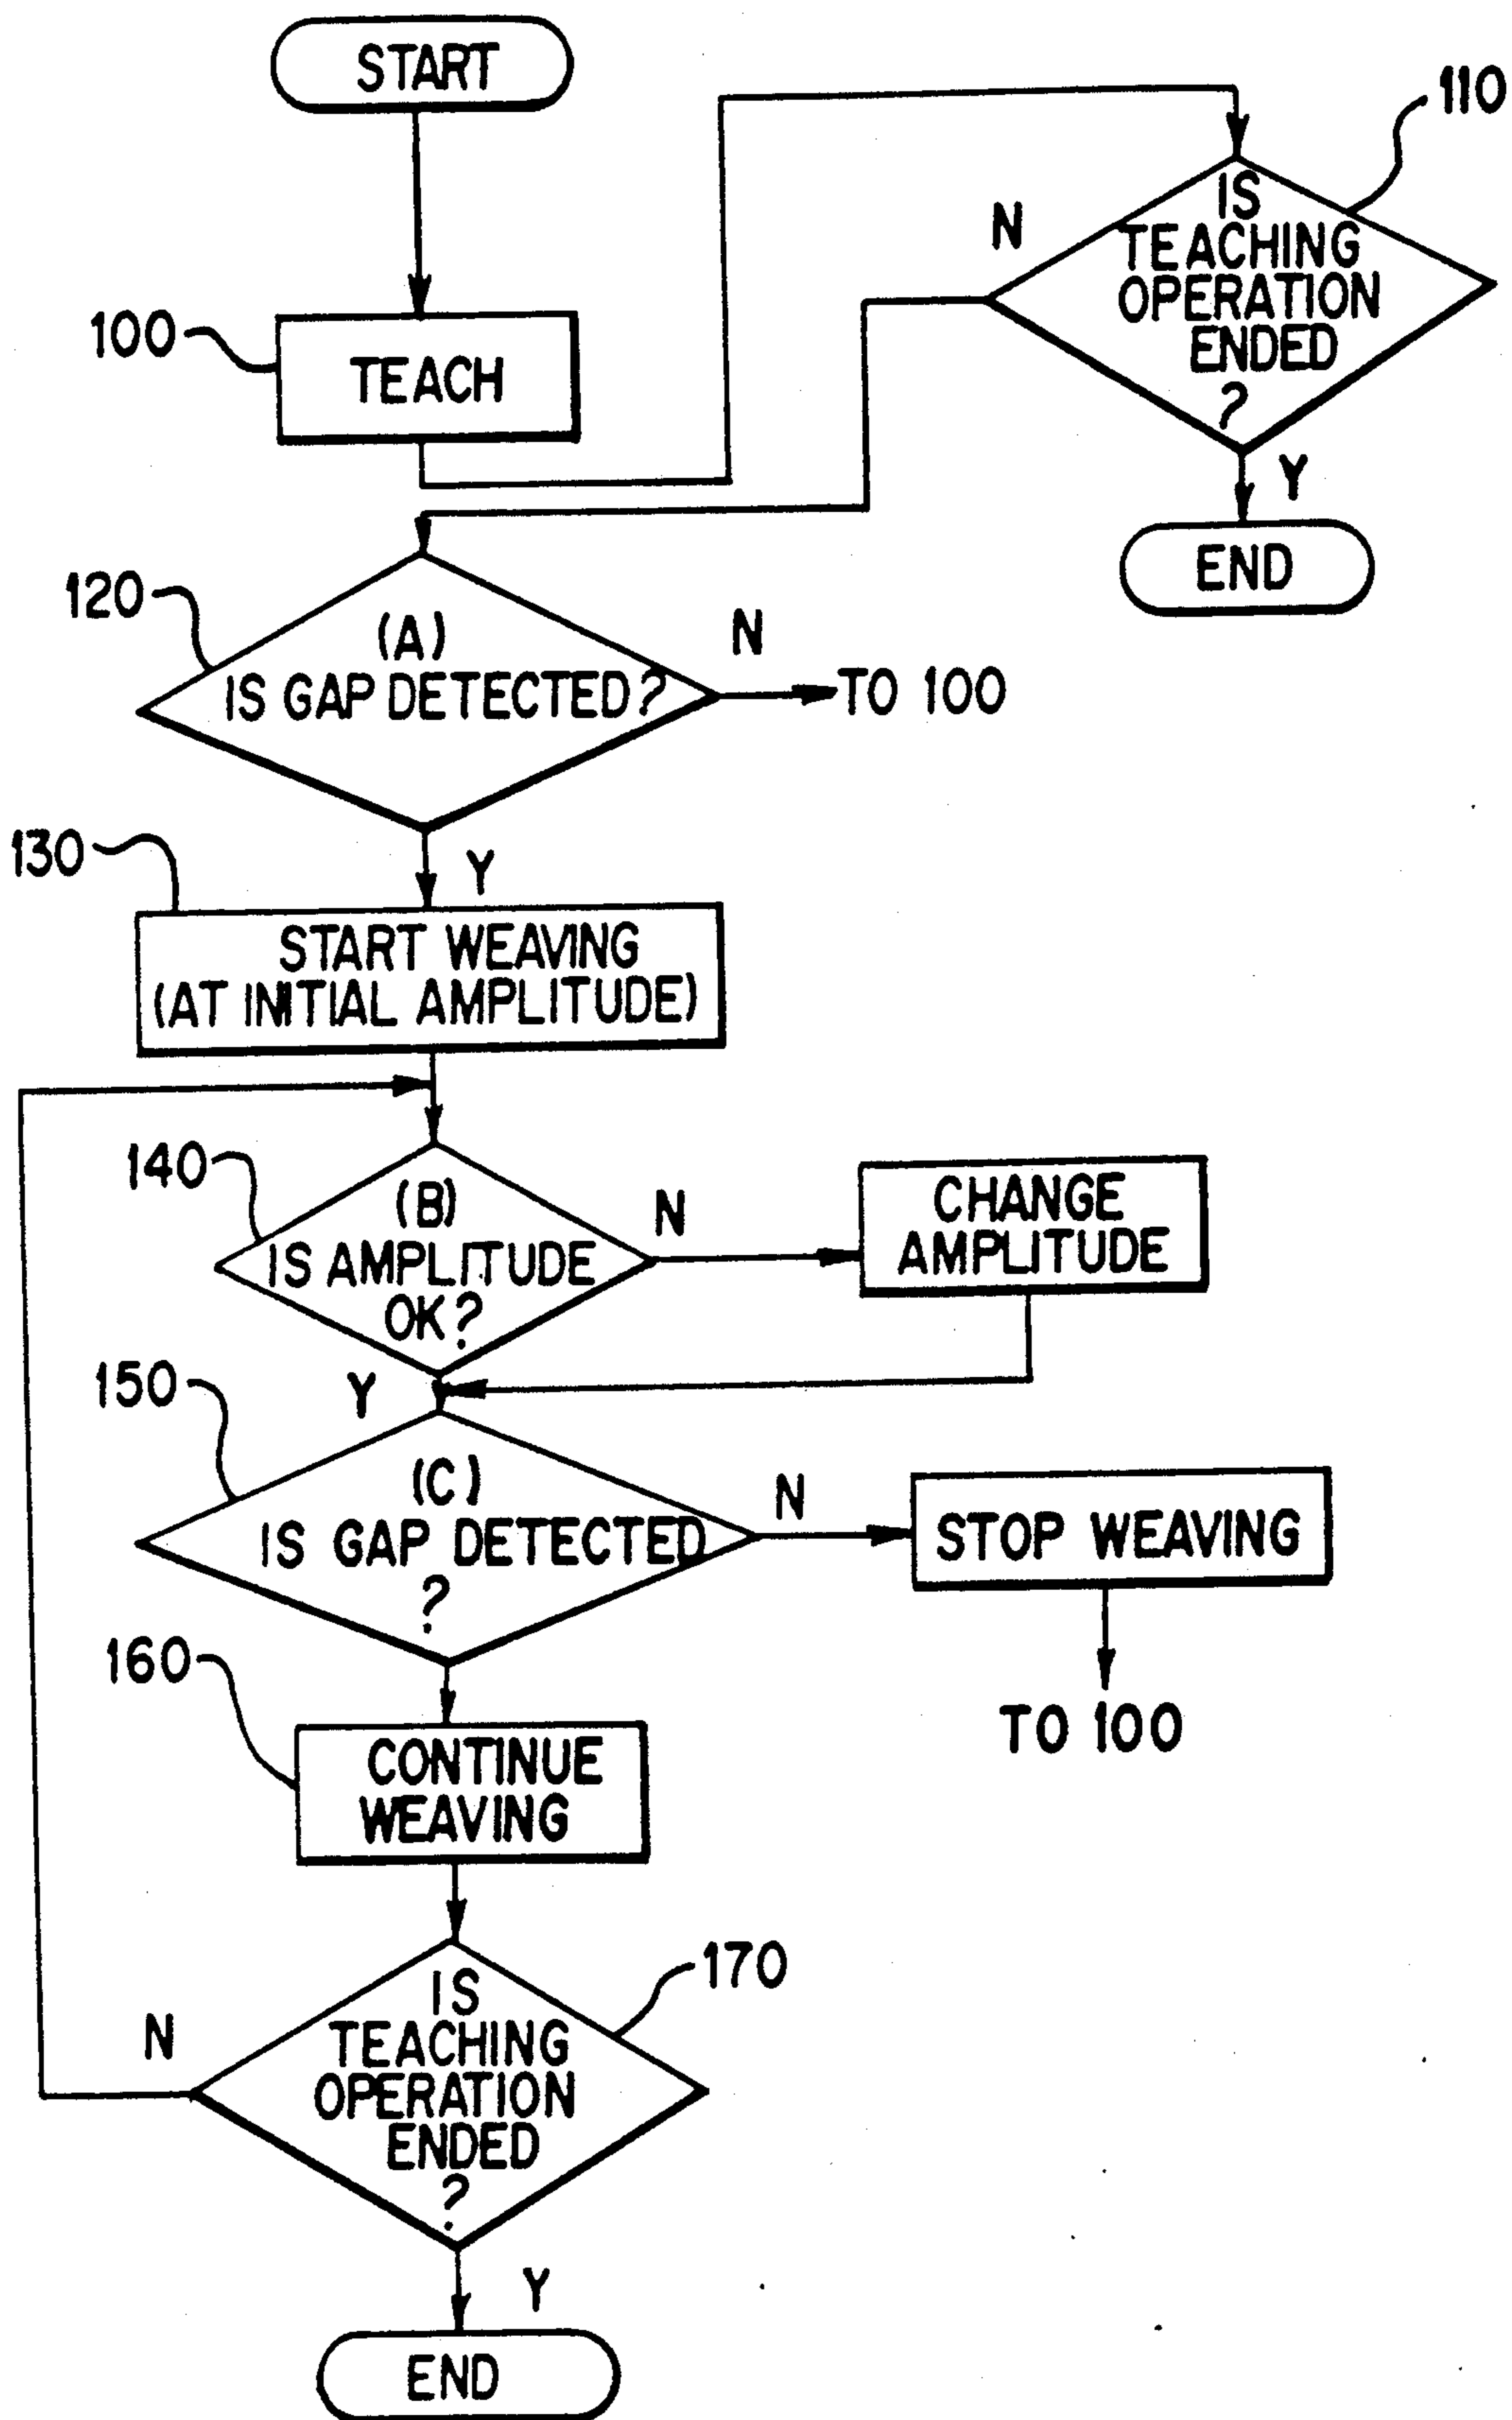 START
110
IS
TEACHING
OPERATION
ENDED
?
N
Y
END
100
TEACH
120
(A)
IS GAP DETECTED?
N
TO 100
Y
130
START WEAVING
(AT INITIAL AMPLITUDE)
140
(B)
IS AMPLITUDE
OK?
N
CHANGE
AMPLITUDE
Y
150
(C)
IS GAP DETECTED
?
N
STOP WEAVING
TO 100
160
CONTINUE
WEAVING
170
IS
TEACHING
OPERATION
ENDED
?
N
Y
END